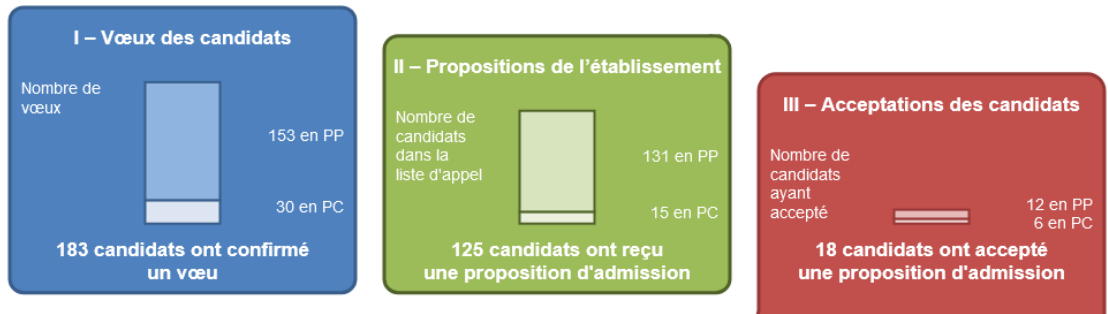 I – Vœux des candidats
Nombre de
vœux
153 en PP
30 en PC
183 candidats ont confirmé
un vœu
II – Propositions de l'établissement
Nombre de
candidats
dans la
liste d'appel
131 en PP
15 en PC
125 candidats ont reçu
une proposition d'admission
III – Acceptations des candidats
Nombre de
candidats
ayant
accepté
12 en PP
6 en PC
18 candidats ont accepté
une proposition d'admission